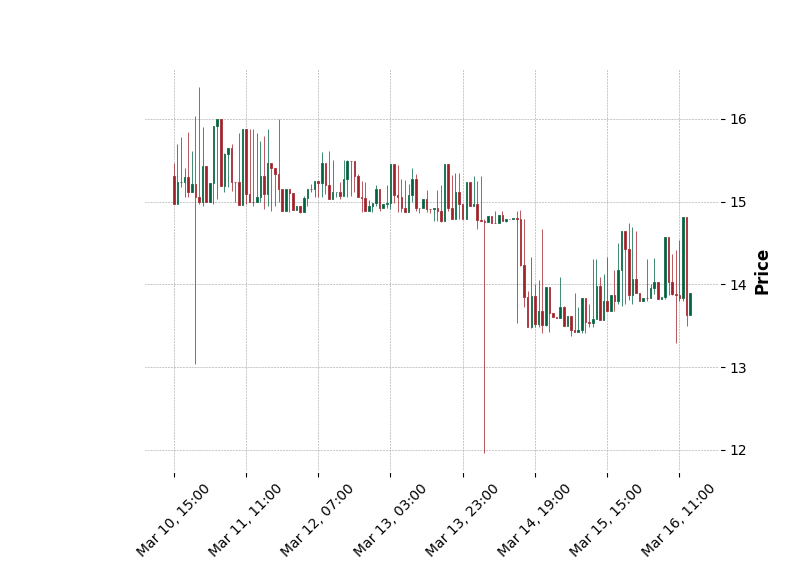 16
15
14
13
12
Price
Mar 10, 15:00
Mar 11, 11:00
Mar 12, 07:00
Mar 13, 03:00
Mar 13, 23:00
Mar 14, 19:00
Mar 15, 15:00
Mar 16, 11:00